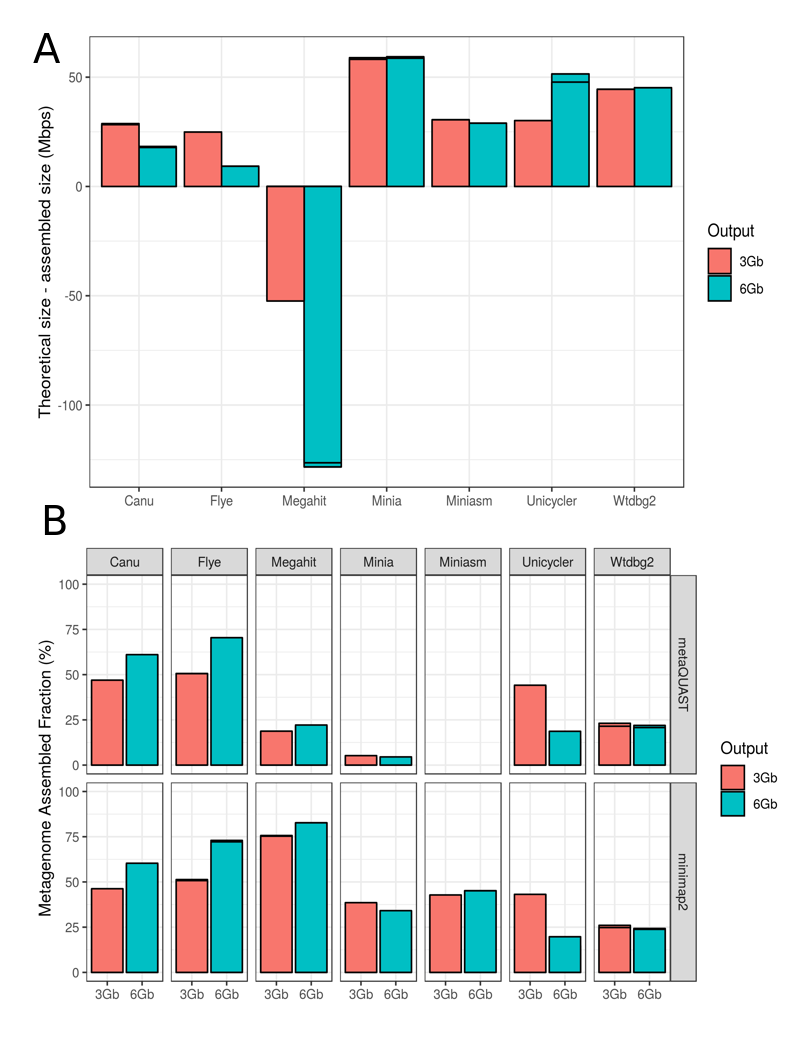 A
Theoretical size - assembled size (Mbps)
50
0
-50
-100
Canu Flye Megahit Minia Miniasm Unicycler Wtdbg2
Output
3Gb
6Gb
B
Canu Flye Megahit Minia Miniasm Unicycler Wtdbg2
Metagenome Assembled Fraction (%)
100
75
50
25
0
metaQUAST
100
75
50
25
0
minimap2
3Gb 6Gb 3Gb 6Gb 3Gb 6Gb 3Gb 6Gb 3Gb 6Gb 3Gb 6Gb 3Gb 6Gb
Output
3Gb
6Gb